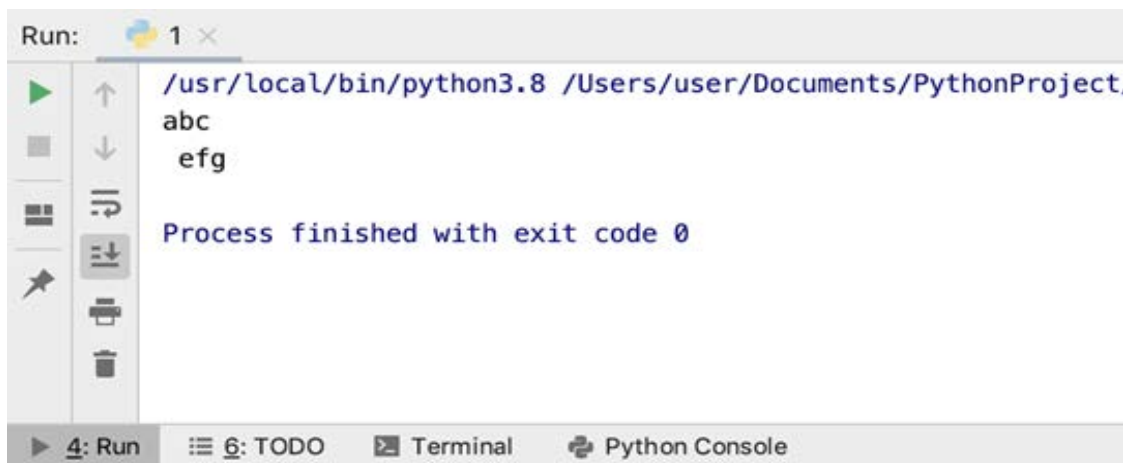 Run: 1
/usr/local/bin/python3.8 /Users/user/Documents/PythonProject/
abc
 efg
Process finished with exit code 0
4: Run 6: TODO Terminal Python Console